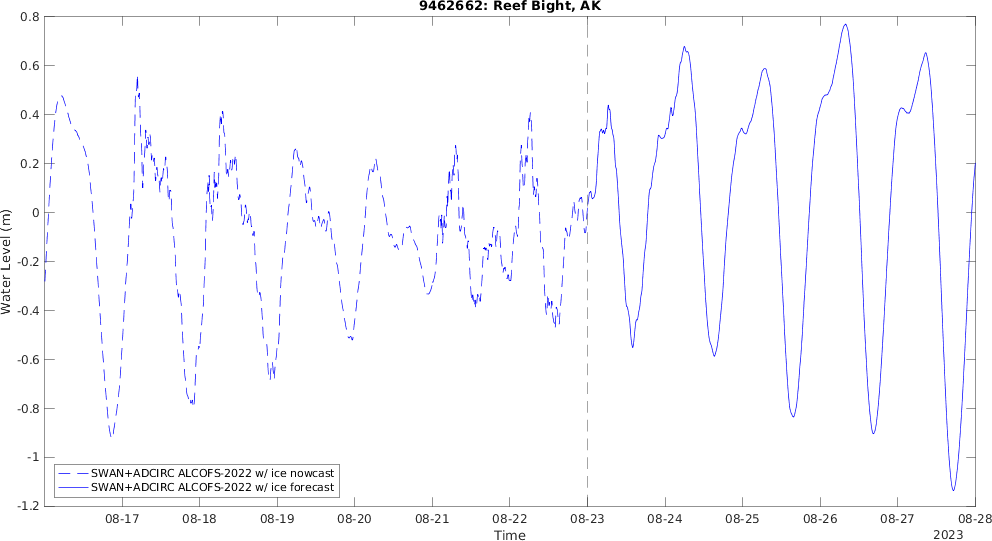 9462662: Reef Bight, AK
0.8
0.6
0.4
0.2
0
-0.2
-0.4
-0.6
-0.8
-1
-1.2
Water Level (m)
SWAN+ADCIRC ALCOFS-2022 w/ ice nowcast
SWAN+ADCIRC ALCOFS-2022 w/ ice forecast
08-17 08-18 08-19 08-20 08-21 08-22 08-23 08-24 08-25 08-26 08-27 08-28
Time
2023